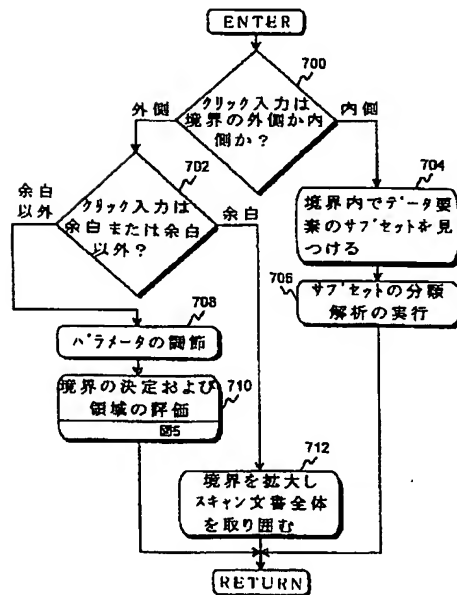 ENTER
700
クリック入力は
境界の外側か内
側か?
外側
内側
702
クリック入力は
余白または余白
以外?
余白
以外
余白
704
境界内でデータ要
素のサブセットを見
つける
706
サブセットの分類
解析の実行
708
パラメータの調節
境界の決定および
領域の評価
710
図5
712
境界を拡大し
スキャン文書全体
を取り囲む
RETURN